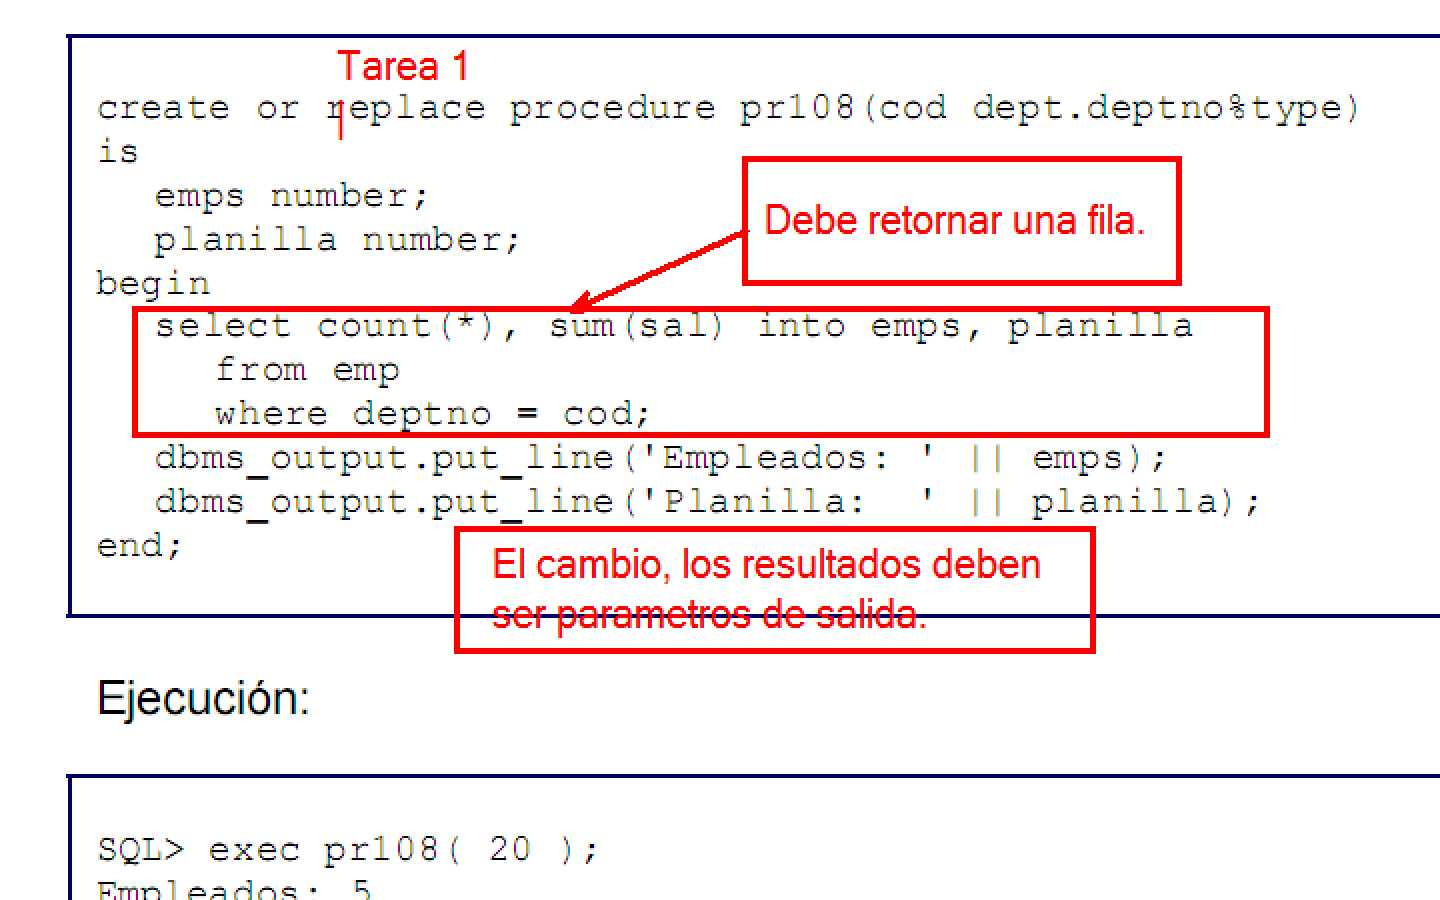 Tarea 1
create or replace procedure pr108(cod dept.deptno%type)
is
emps number;
planilla number;
Debe retornar una fila.
begin
select count(*), sum(sal) into emps, planilla
from emp
where deptno = cod;
dbms_output.put_line('Empleados: ' || emps);
dbms_output.put_line('Planilla:  ' || planilla);
end;
El cambio, los resultados deben
ser parametros de salida.
Ejecución:
SQL> exec pr108( 20 );
Empleados: 5